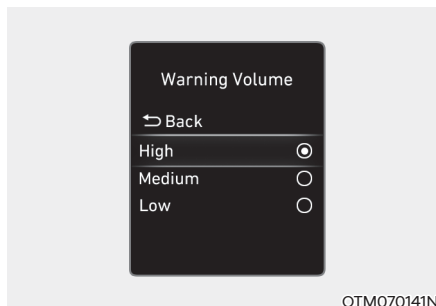 Warning Volume
Back
High
Medium
Low
OTM070141N